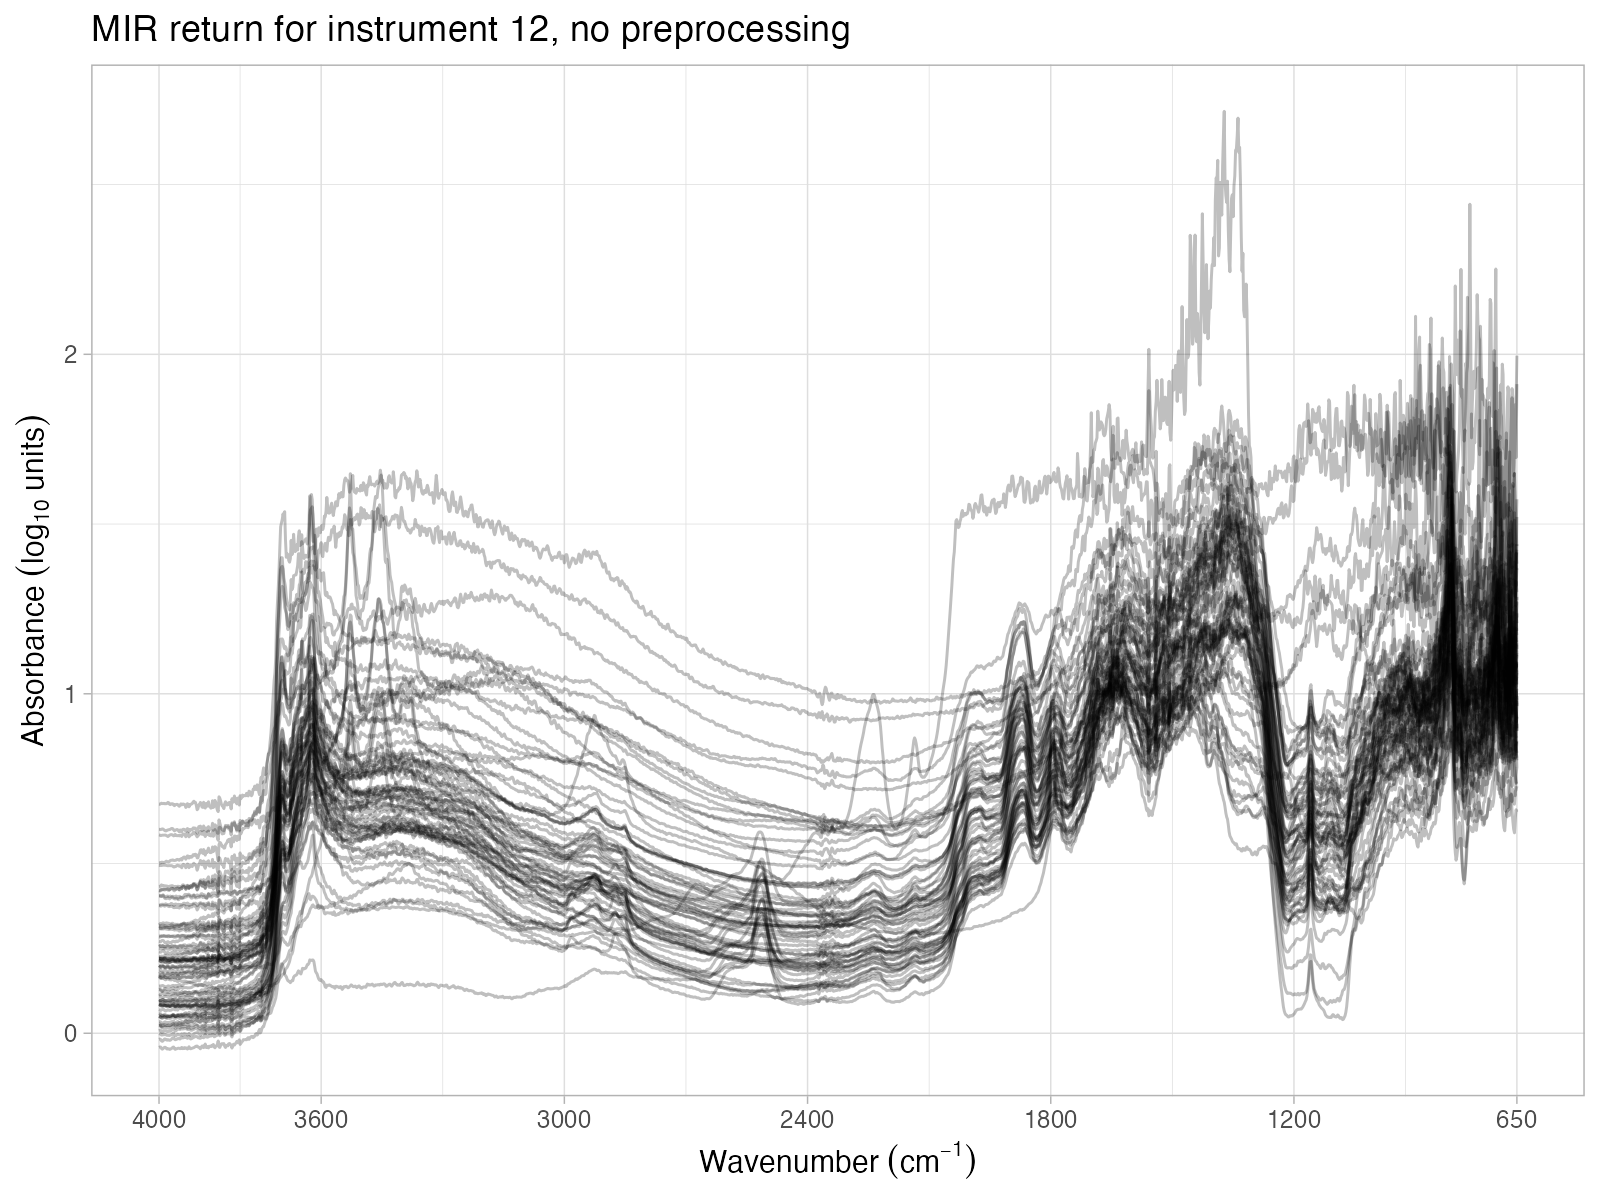 MIR return for instrument 12, no preprocessing
Absorbance (log₁₀ units)
2
1
0
4000 3600 3000 2400 1800 1200 650
Wavenumber (cm⁻¹)